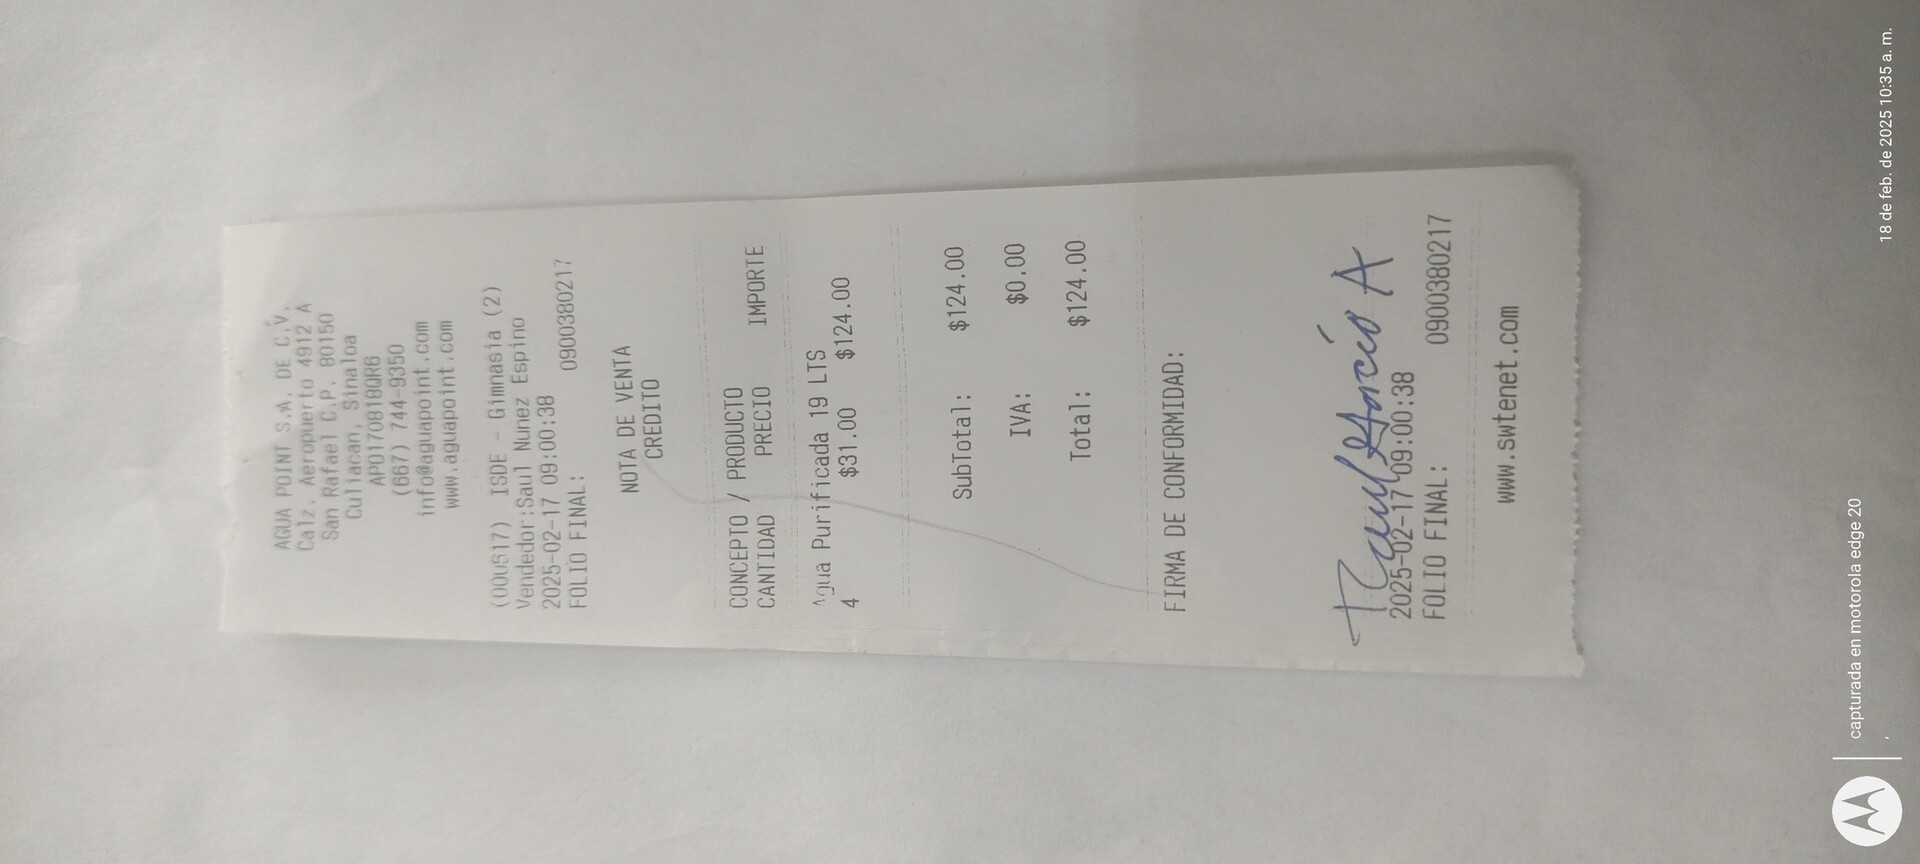 AGUA POINT S.A. DE C.V.
Calz. Aeropuerto 4912 A
San Rafael C.P. 80150
Culiacan, Sinaloa
APO170818QR6
(667) 744-9350
info@aguapoint.com
www.aguapoint.com
(000517) ISDE - Gimnasia (2)
Vendedor:Saul Nunez Espino
2025-02-17 09:00:38
FOLIO FINAL: 0900380217
NOTA DE VENTA
CREDITO
CONCEPTO / PRODUCTO
CANTIDAD PRECIO IMPORTE
Agua Purificada 19 LTS
4 $31.00 $124.00
SubTotal: $124.00
IVA: $0.00
Total: $124.00
FIRMA DE CONFORMIDAD:
A
2025-02-17 09:00:38
FOLIO FINAL: 0900380217
www.swtenet.com
capturada en motorola edge 20
18 de feb. de 2025 10:35 a. m.